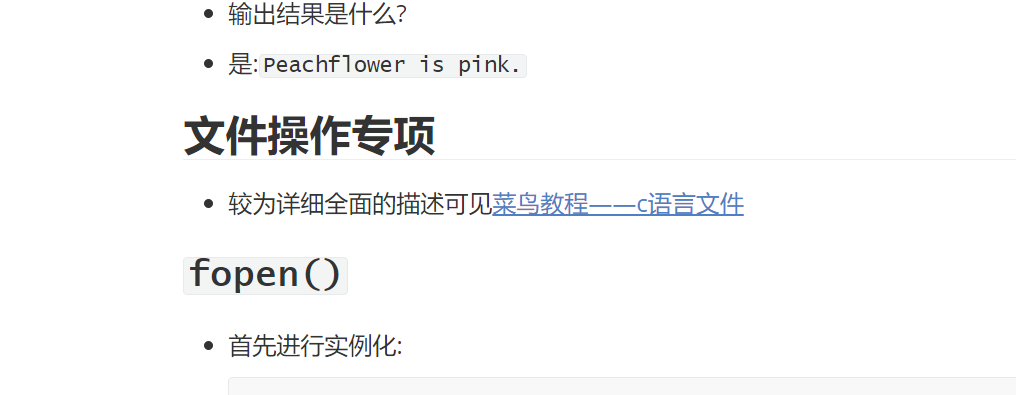 输出结果是什么?
是:Peachflower is pink.
文件操作专项
较为详细全面的描述可见菜鸟教程——c语言文件
fopen()
首先进行实例化: